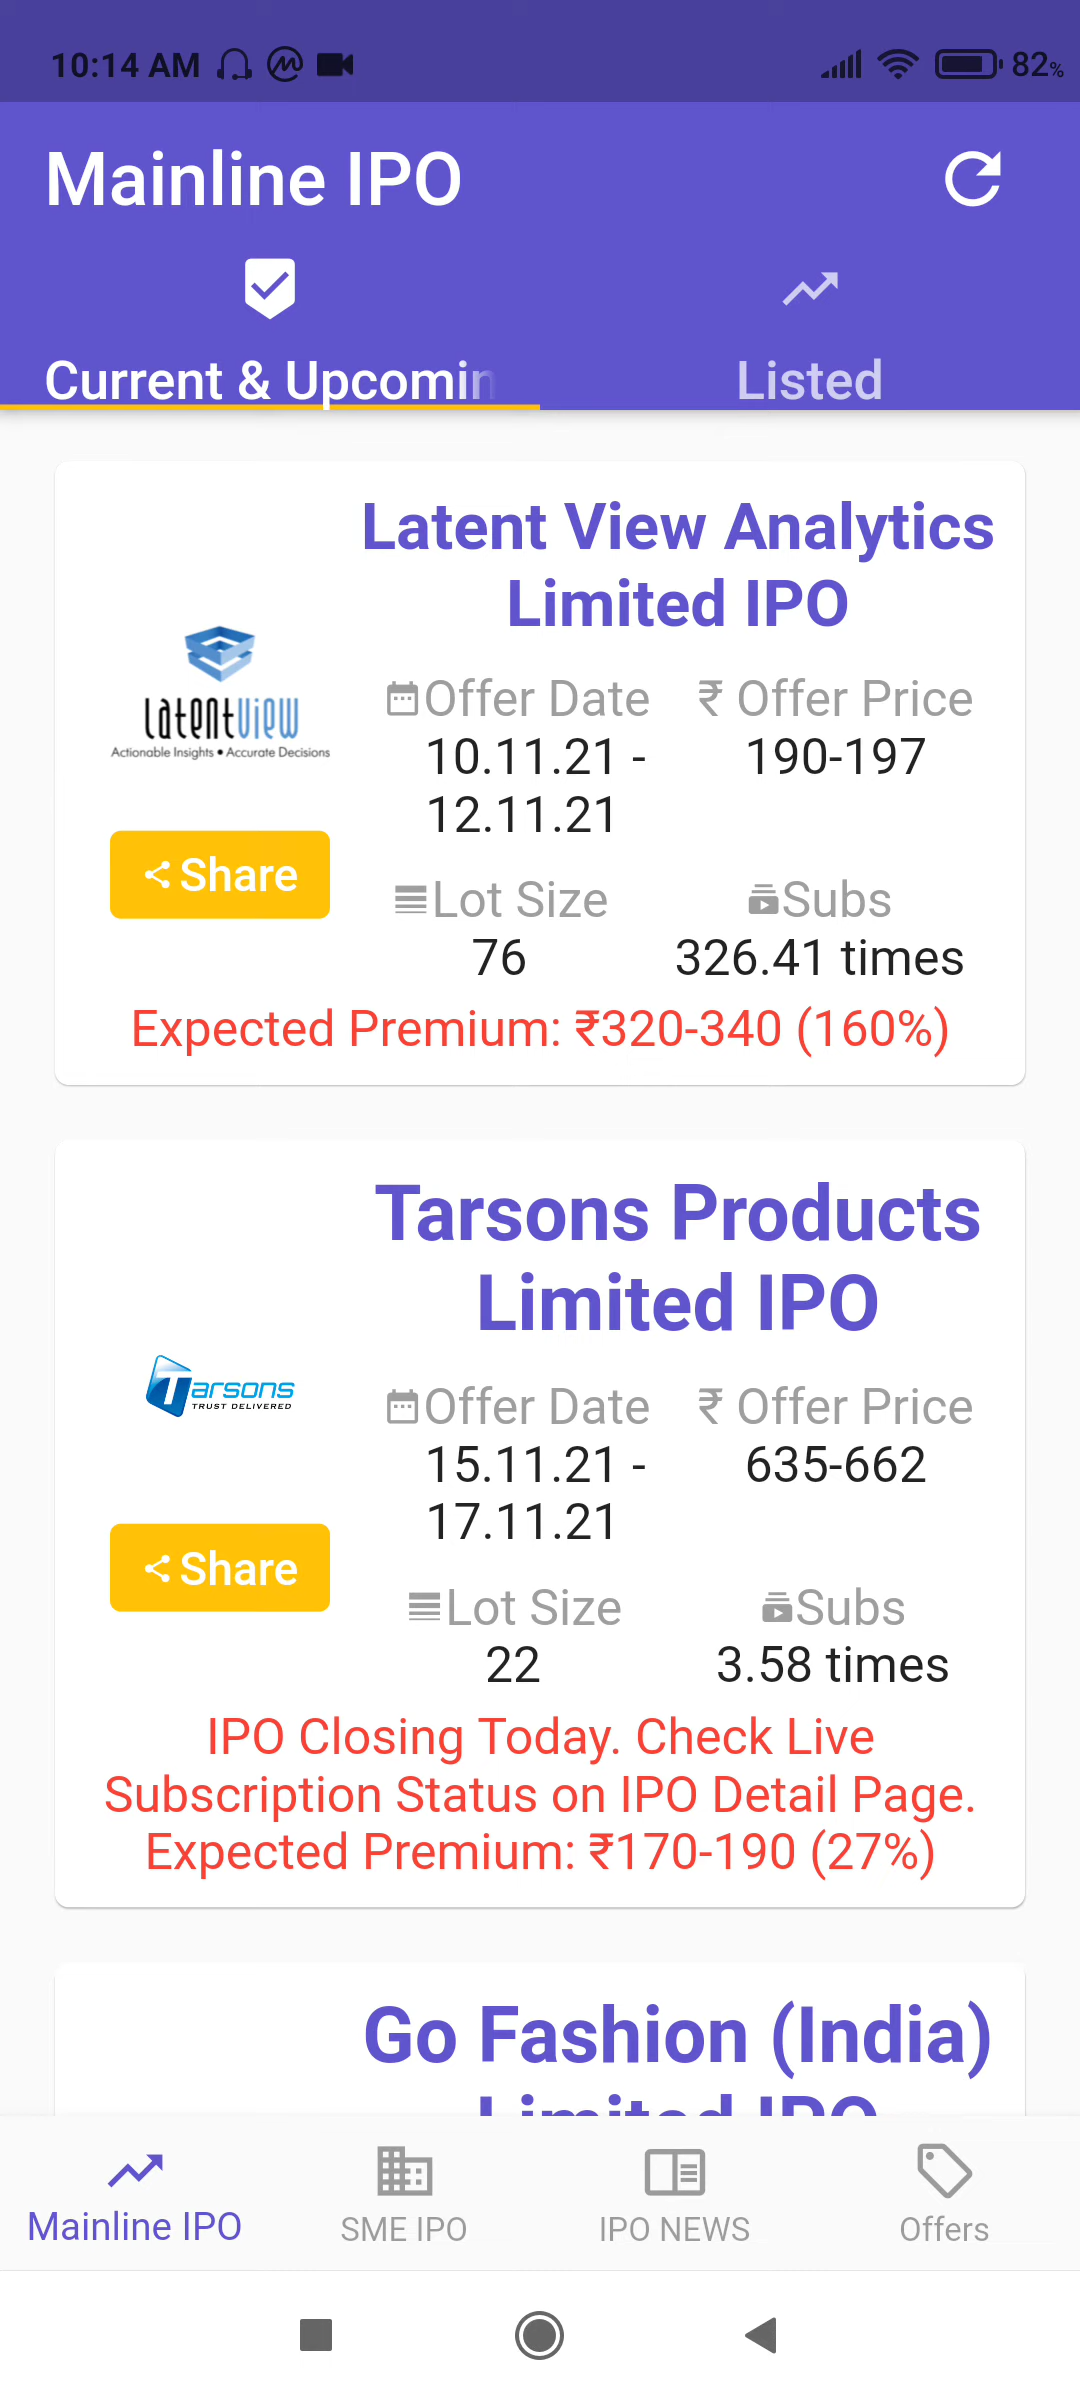 10:14 AM 82%
Mainline IPO
Current & Upcomin
Listed
Latent View Analytics
Limited IPO
latentview
Actionable Insights • Accurate Decisions
Share
Offer Date
10.11.21 -
12.11.21
₹ Offer Price
190-197
Lot Size
76
Subs
326.41 times
Expected Premium: ₹320-340 (160%)
Tarsons Products
Limited IPO
Tarsons
TRUST DELIVERED
Share
Offer Date
15.11.21 -
17.11.21
₹ Offer Price
635-662
Lot Size
22
Subs
3.58 times
IPO Closing Today. Check Live
Subscription Status on IPO Detail Page.
Expected Premium: ₹170-190 (27%)
Go Fashion (India)
Limited IPO
Mainline IPO
SME IPO
IPO NEWS
Offers